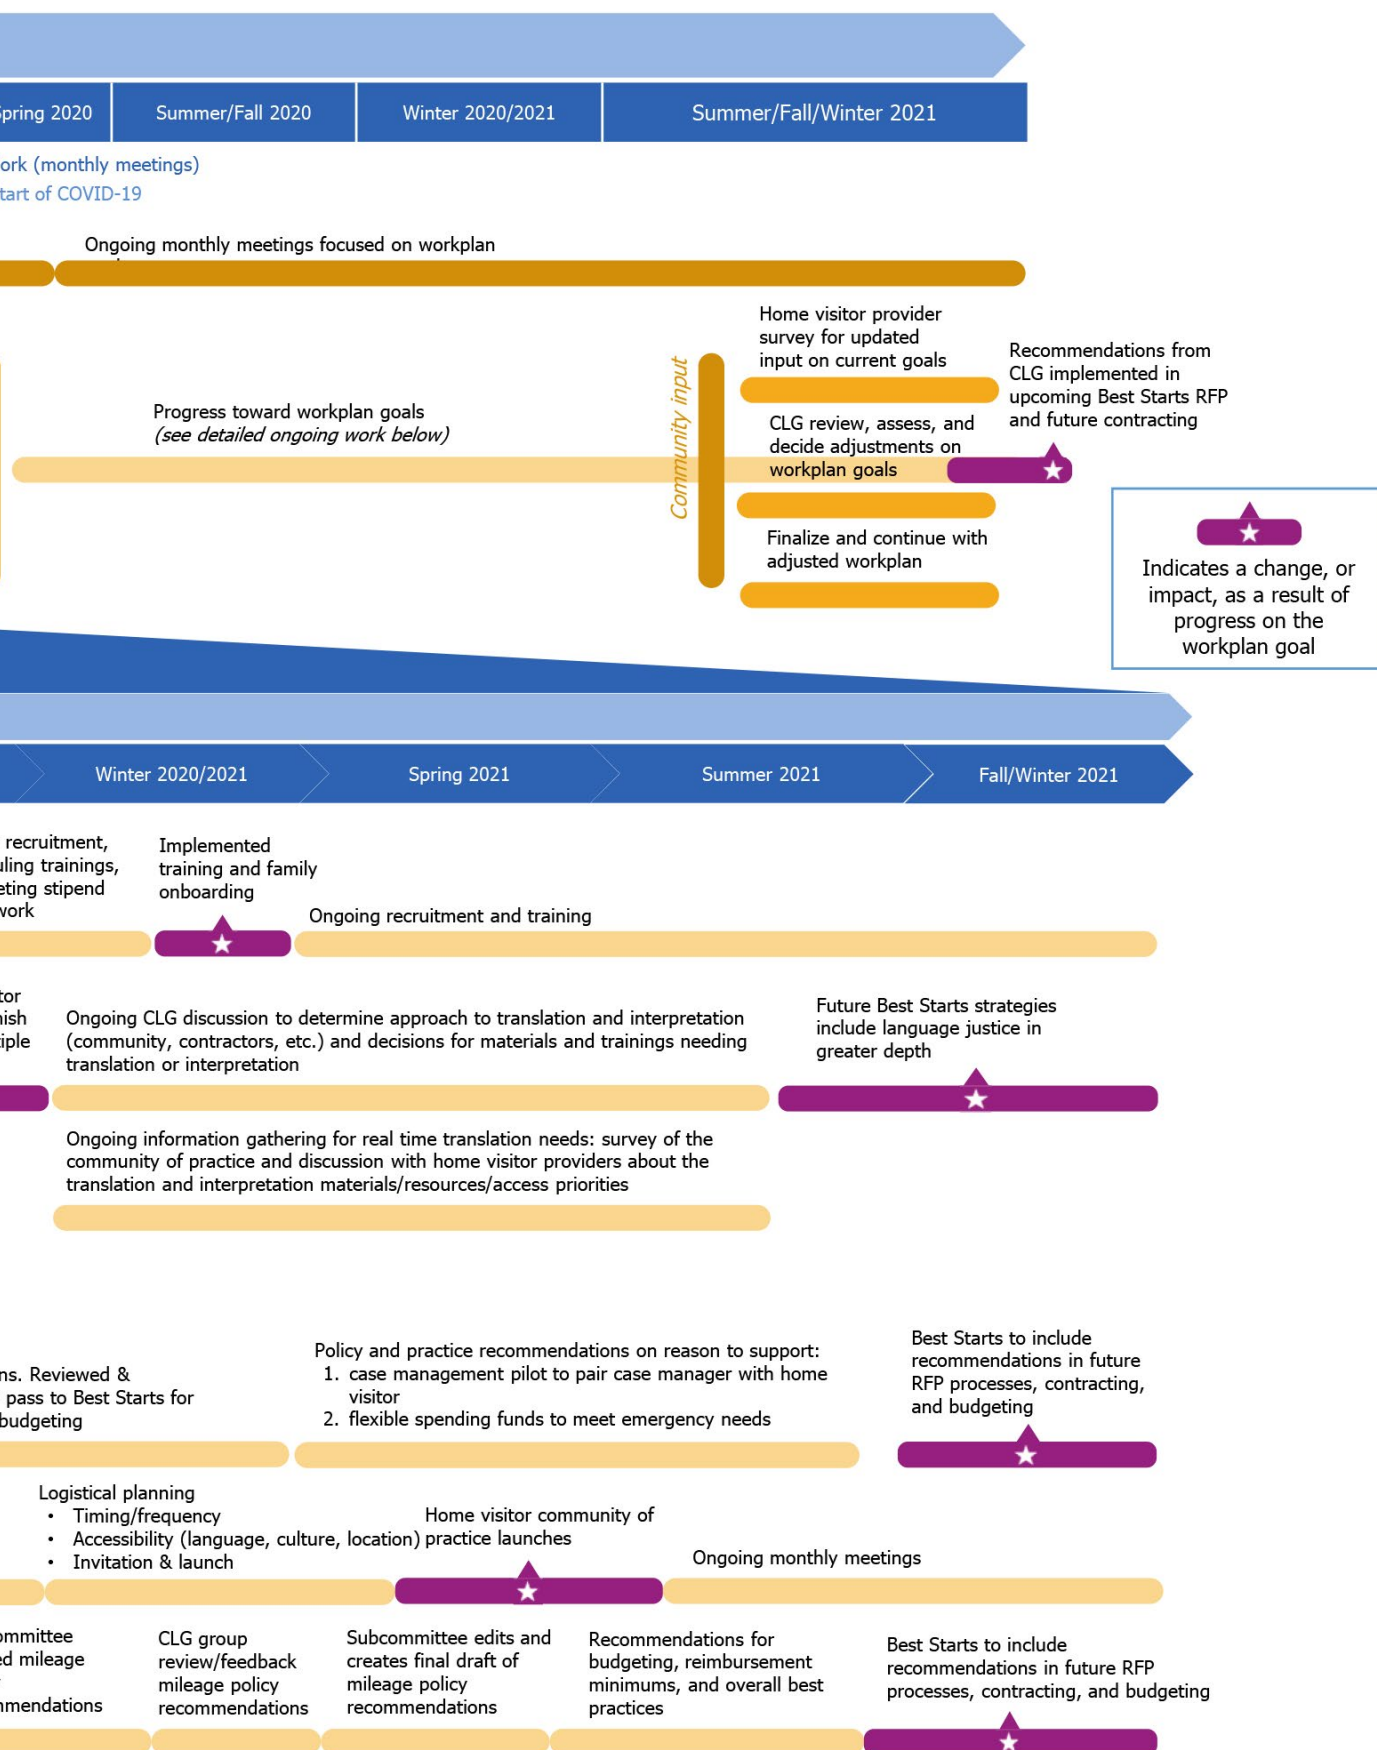 Spring 2020
Summer/Fall 2020
Winter 2020/2021
Summer/Fall/Winter 2021
ork (monthly meetings)
tart of COVID-19
Ongoing monthly meetings focused on workplan
Home visitor provider
survey for updated
input on current goals
Recommendations from
CLG implemented in
upcoming Best Starts RFP
and future contracting
Community input
Progress toward workplan goals
(see detailed ongoing work below)
CLG review, assess, and
decide adjustments on
workplan goals
Finalize and continue with
adjusted workplan
Indicates a change, or
impact, as a result of
progress on the
workplan goal
Winter 2020/2021
Spring 2021
Summer 2021
Fall/Winter 2021
recruitment,
uling trainings,
eting stipend
work
Implemented
training and family
onboarding
Ongoing recruitment and training
tor
nish
tiple
Ongoing CLG discussion to determine approach to translation and interpretation
(community, contractors, etc.) and decisions for materials and trainings needing
translation or interpretation
Future Best Starts strategies
include language justice in
greater depth
Ongoing information gathering for real time translation needs: survey of the
community of practice and discussion with home visitor providers about the
translation and interpretation materials/resources/access priorities
ns. Reviewed &
pass to Best Starts for
budgeting
Policy and practice recommendations on reason to support:
1. case management pilot to pair case manager with home
visitor
2. flexible spending funds to meet emergency needs
Best Starts to include
recommendations in future
RFP processes, contracting,
and budgeting
Logistical planning
• Timing/frequency
• Accessibility (language, culture, location)
• Invitation & launch
Home visitor community of
practice launches
Ongoing monthly meetings
ommittee
ed mileage
mmendations
CLG group
review/feedback
mileage policy
recommendations
Subcommittee edits and
creates final draft of
mileage policy
recommendations
Recommendations for
budgeting, reimbursement
minimums, and overall best
practices
Best Starts to include
recommendations in future RFP
processes, contracting, and budgeting